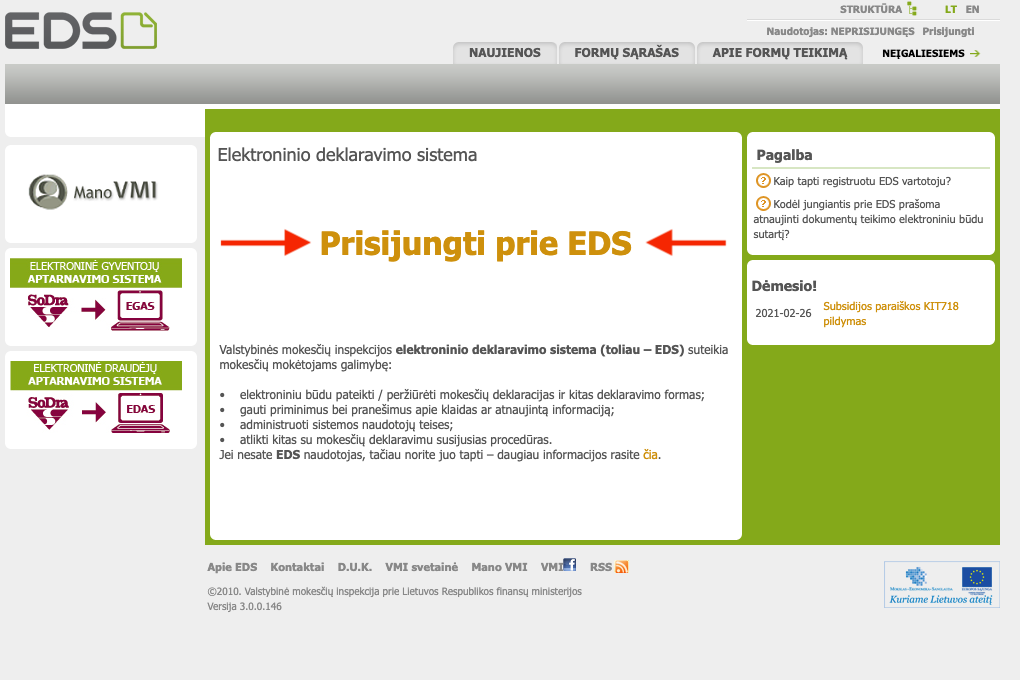 EDS
STRUKTŪRA LT EN
Naudotojas: NEPRISIJUNGĘS Prisijungti
NAUJIENOS FORMŲ SĄRAŠAS APIE FORMŲ TEIKIMĄ NEĮGALIESIEMS
Mano VMI
ELEKTRONINĖ GYVENTOJŲ
APTARNAVIMO SISTEMA
SoDra EGAS
ELEKTRONINĖ DRAUDĖJŲ
APTARNAVIMO SISTEMA
SoDra EDAS
Elektroninio deklaravimo sistema
Prisijungti prie EDS
Valstybinės mokesčių inspekcijos elektroninio deklaravimo sistema (toliau – EDS) suteikia
mokesčių mokėtojams galimybę:
• elektroniniu būdu pateikti / peržiūrėti mokesčių deklaracijas ir kitas deklaravimo formas;
• gauti priminimus bei pranešimus apie klaidas ar atnaujintą informaciją;
• administruoti sistemos naudotojų teises;
• atlikti kitas su mokesčių deklaravimu susijusias procedūras.
Jei nesate EDS naudotojas, tačiau norite juo tapti – daugiau informacijos rasite čia.
Pagalba
? Kaip tapti registruotu EDS vartotoju?
? Kodėl jungiantis prie EDS prašoma
atnaujinti dokumentų teikimo elektroniniu būdu
sutartį?
Dėmesio!
2021-02-26 Subsidijos paraiškos KIT718
pildymas
Apie EDS Kontaktai D.U.K. VMI svetainė Mano VMI VMI f RSS
©2010. Valstybinė mokesčių inspekcija prie Lietuvos Respublikos finansų ministerijos
Versija 3.0.0.146
Kuriame Lietuvos ateitį